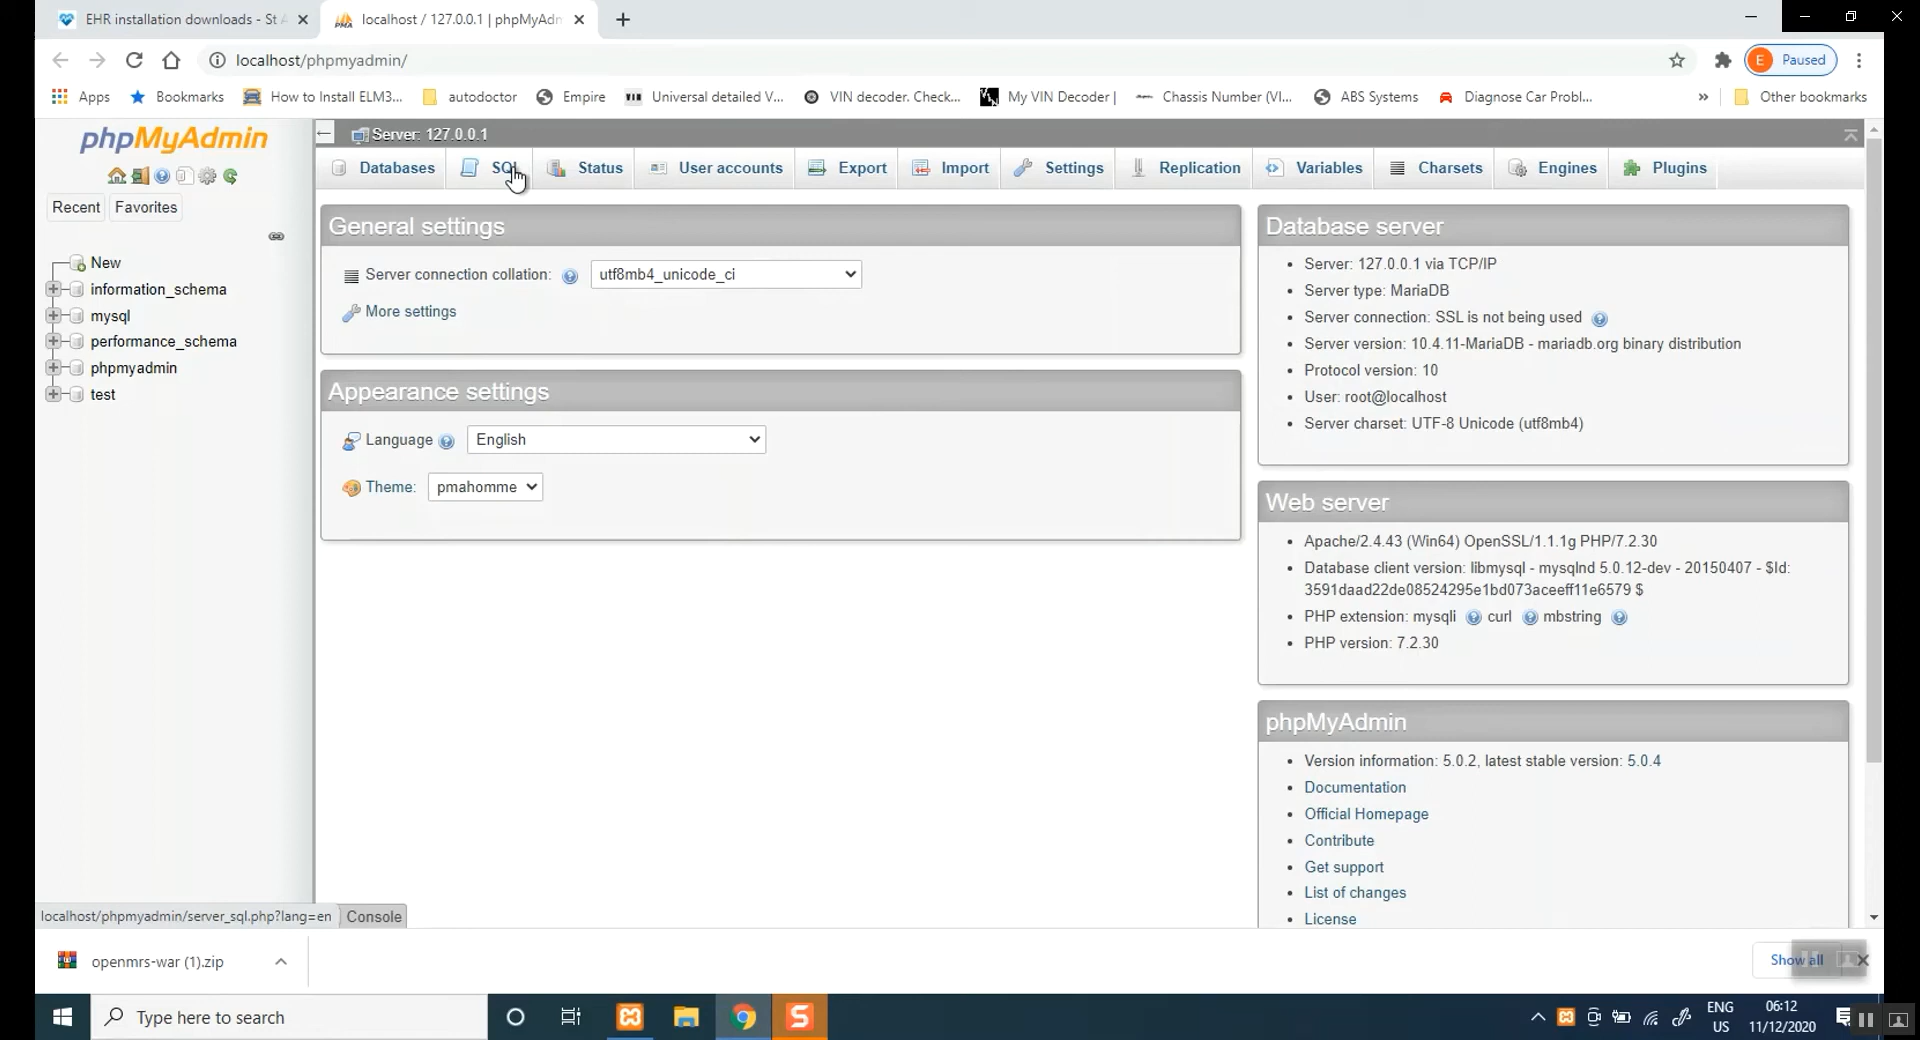 EHR installation downloads - St A
localhost / 127.0.0.1 | phpMyAdm
localhost/phpmyadmin/
E Paused
Apps
Bookmarks
How to Install ELM3...
autodoctor
Empire
Universal detailed V...
VIN decoder. Check...
My VIN Decoder |
Chassis Number (VI...
ABS Systems
Diagnose Car Probl...
»
Other bookmarks
phpMyAdmin
Recent
Favorites
New
information_schema
mysql
performance_schema
phpmyadmin
test
Server: 127.0.0.1
Databases
SQL
Status
User accounts
Export
Import
Settings
Replication
Variables
Charsets
Engines
Plugins
General settings
Server connection collation:
utf8mb4_unicode_ci
More settings
Appearance settings
Language
English
Theme:
pmahomme
Database server
• Server: 127.0.0.1 via TCP/IP
• Server type: MariaDB
• Server connection: SSL is not being used
• Server version: 10.4.11-MariaDB - mariadb.org binary distribution
• Protocol version: 10
• User: root@localhost
• Server charset: UTF-8 Unicode (utf8mb4)
Web server
• Apache/2.4.43 (Win64) OpenSSL/1.1.1g PHP/7.2.30
• Database client version: libmysql - mysqlnd 5.0.12-dev - 20150407 - $Id:
3591daad22de08524295e1bd073aceeff11e6579 $
• PHP extension: mysqli curl mbstring
• PHP version: 7.2.30
phpMyAdmin
• Version information: 5.0.2, latest stable version: 5.0.4
• Documentation
• Official Homepage
• Contribute
• Get support
• List of changes
• License
localhost/phpmyadmin/server_sql.php?lang=en
Console
openmrs-war (1).zip
Show all
Type here to search
ENG
US
06:12
11/12/2020